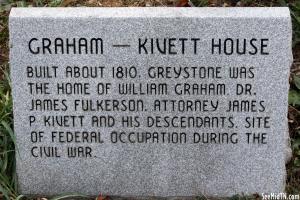 GRAHAM — KIVETT HOUSE
BUILT ABOUT 1810. GREYSTONE WAS
THE HOME OF WILLIAM GRAHAM, DR.
JAMES FULKERSON, ATTORNEY JAMES
P. KIVETT AND HIS DESCENDANTS. SITE
OF FEDERAL OCCUPATION DURING THE
CIVIL WAR.
SeeMidTN.com